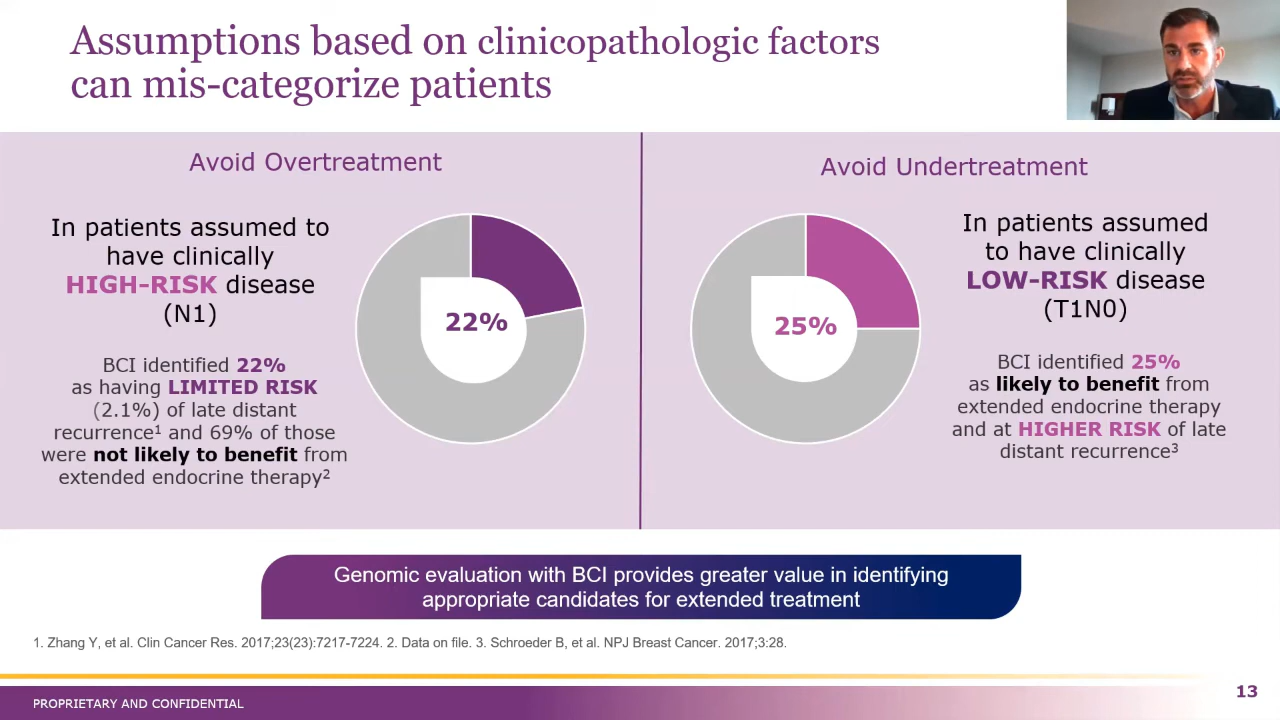 Assumptions based on clinicopathologic factors
can mis-categorize patients
Avoid Overtreatment
In patients assumed to
have clinically
HIGH-RISK disease
(N1)
BCI identified 22%
as having LIMITED RISK
(2.1%) of late distant
recurrence¹ and 69% of those
were not likely to benefit from
extended endocrine therapy²
22%
Avoid Undertreatment
25%
In patients assumed
to have clinically
LOW-RISK disease
(T1N0)
BCI identified 25%
as likely to benefit from
extended endocrine therapy
and at HIGHER RISK of late
distant recurrence³
Genomic evaluation with BCI provides greater value in identifying
appropriate candidates for extended treatment
1. Zhang Y, et al. Clin Cancer Res. 2017;23(23):7217-7224. 2. Data on file. 3. Schroeder B, et al. NPJ Breast Cancer. 2017;3:28.
PROPRIETARY AND CONFIDENTIAL
13